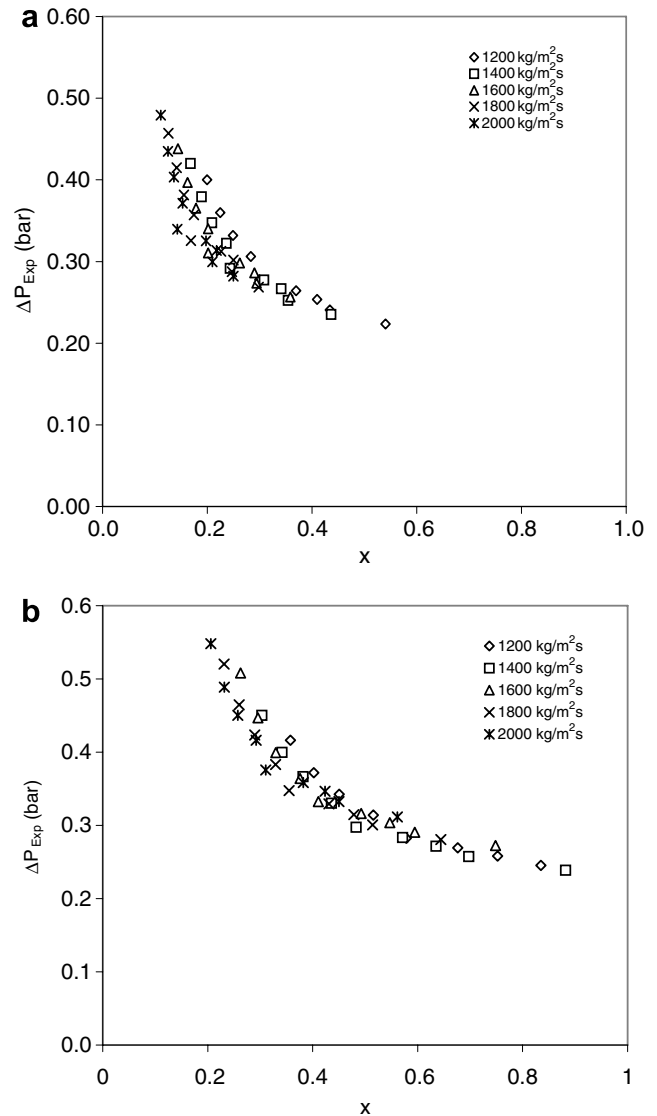 a
0.60
0.50
0.40
0.30
0.20
0.10
0.00
ΔP_Exp (bar)
1200 kg/m²s
1400 kg/m²s
1600 kg/m²s
1800 kg/m²s
2000 kg/m²s
0.0 0.2 0.4 0.6 0.8 1.0
x
b
0.6
0.5
0.4
0.3
0.2
0.1
0.0
ΔP_Exp (bar)
1200 kg/m²s
1400 kg/m²s
1600 kg/m²s
1800 kg/m²s
2000 kg/m²s
0 0.2 0.4 0.6 0.8 1
x